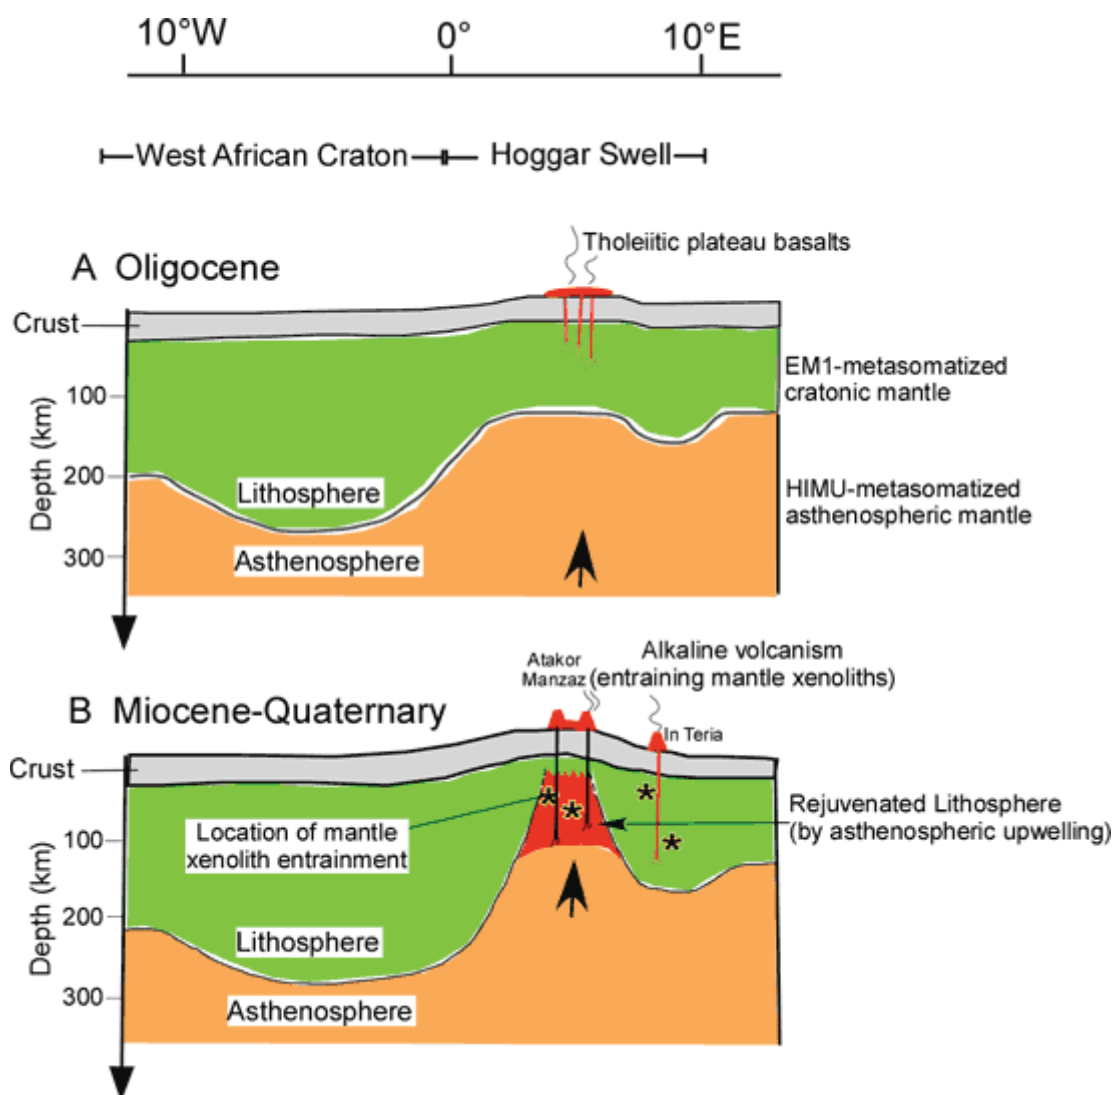 10°W 0° 10°E
West African Craton Hoggar Swell
Tholeiitic plateau basalts
A Oligocene
Crust
EM1-metasomatized
cratonic mantle
100
Depth (km)
200
Lithosphere
HIMU-metasomatized
asthenospheric mantle
300
Asthenosphere
Atakor
Manzaz
Alkaline volcanism
(entraining mantle xenoliths)
B Miocene-Quaternary
In Teria
Crust
*
*
*
*
Rejuvenated Lithosphere
(by asthenospheric upwelling)
Location of mantle
xenolith entrainment
100
Depth (km)
200
Lithosphere
300
Asthenosphere